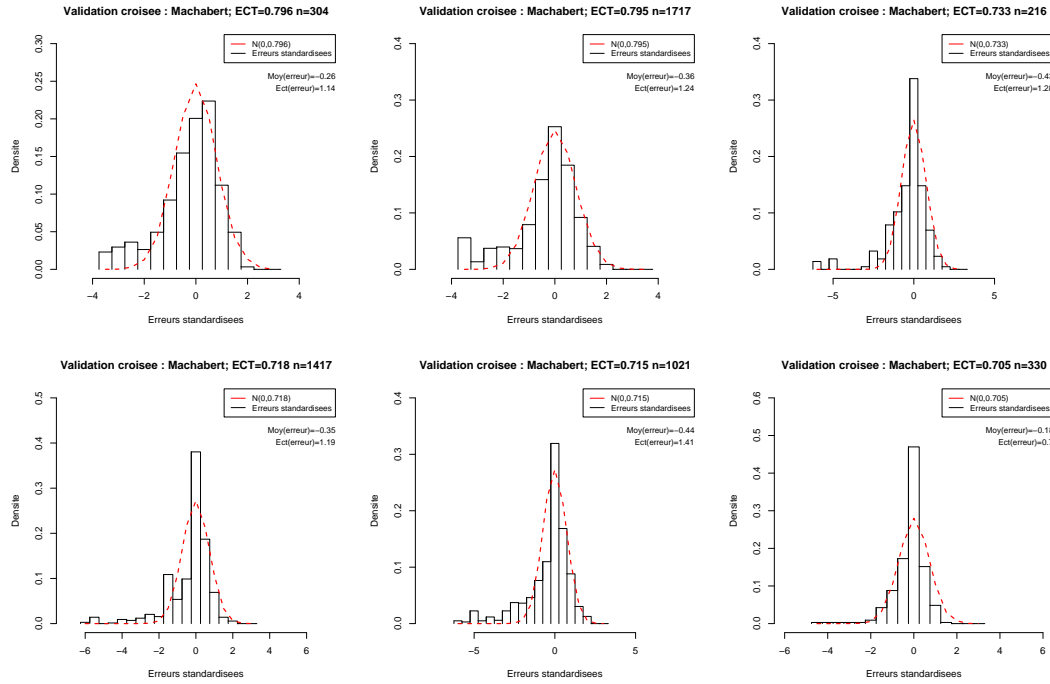 Validation croisee : Machabert; ECT=0.796 n=304
N(0,0.796)
Erreurs standardisees
Moy(erreur)=−0.26
Ect(erreur)=1.14
Densite
0.00
0.05
0.10
0.15
0.20
0.25
0.30
−4
−2
0
2
4
Erreurs standardisees
Validation croisee : Machabert; ECT=0.795 n=1717
N(0,0.795)
Erreurs standardisees
Moy(erreur)=−0.36
Ect(erreur)=1.24
Densite
0.0
0.1
0.2
0.3
0.4
−4
−2
0
2
4
Erreurs standardisees
Validation croisee : Machabert; ECT=0.733 n=216
N(0,0.733)
Erreurs standardisees
Moy(erreur)=−0.43
Ect(erreur)=1.28
Densite
0.0
0.1
0.2
0.3
0.4
−5
0
5
Erreurs standardisees
Validation croisee : Machabert; ECT=0.718 n=1417
N(0,0.718)
Erreurs standardisees
Moy(erreur)=−0.35
Ect(erreur)=1.19
Densite
0.0
0.1
0.2
0.3
0.4
0.5
−6
−4
−2
0
2
4
6
Erreurs standardisees
Validation croisee : Machabert; ECT=0.715 n=1021
N(0,0.715)
Erreurs standardisees
Moy(erreur)=−0.44
Ect(erreur)=1.41
Densite
0.0
0.1
0.2
0.3
0.4
−5
0
5
Erreurs standardisees
Validation croisee : Machabert; ECT=0.705 n=330
N(0,0.705)
Erreurs standardisees
Densite
0.0
0.1
0.2
0.3
0.4
0.5
0.6
−6
−4
−2
0
2
4
6
Erreurs standardisees